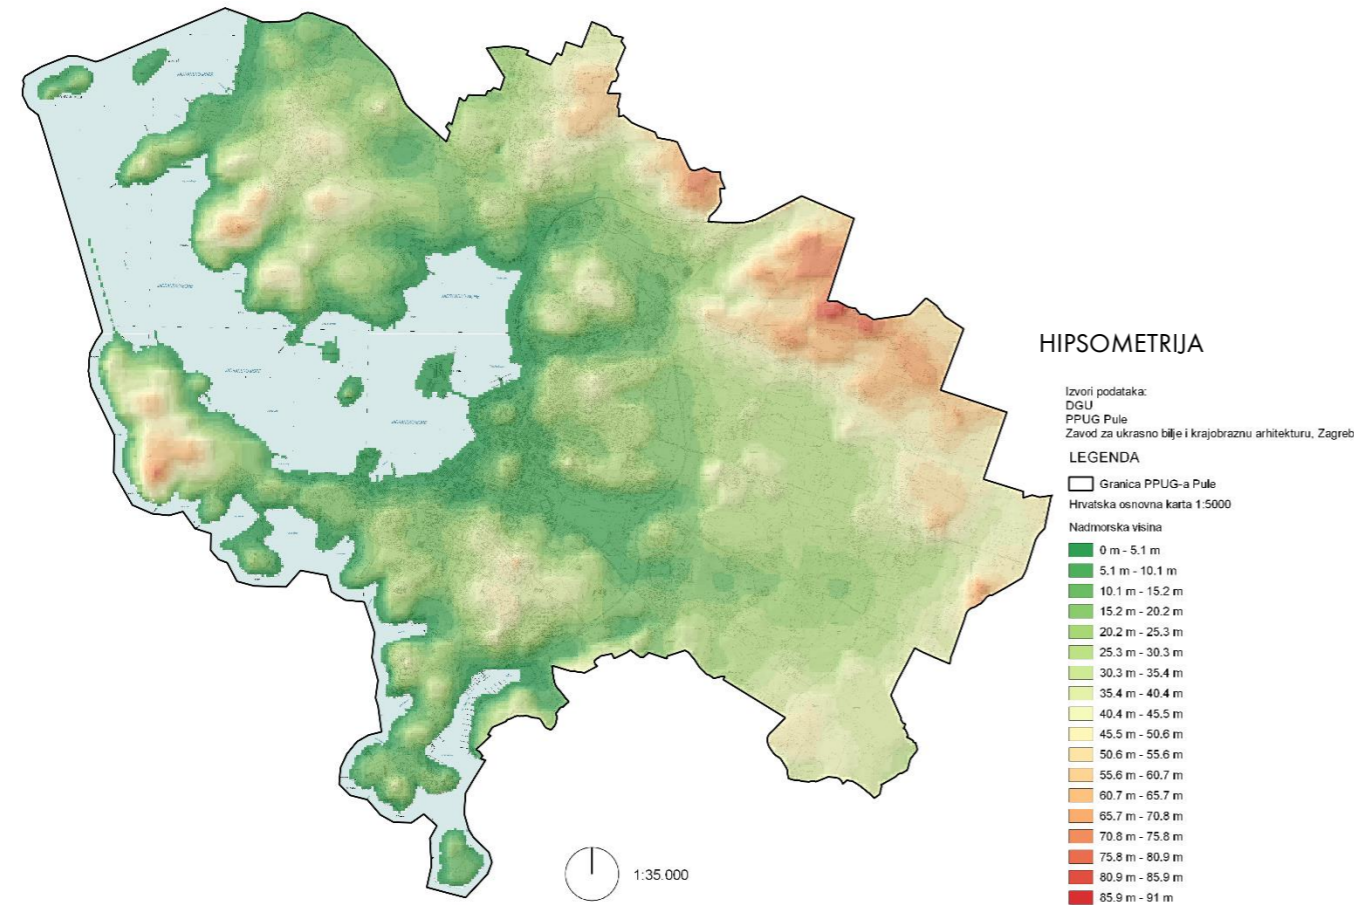 HIPSOMETRIJA
Izvori podataka:
DGU
PPUG Pule
Zavod za ukrasno bilje i krajobraznu arhitekturu, Zagreb
LEGENDA
Granica PPUG-a Pule
Hrvatska osnovna karta 1:5000
Nadmorska visina
0 m - 5.1 m
5.1 m - 10.1 m
10.1 m - 15.2 m
15.2 m - 20.2 m
20.2 m - 25.3 m
25.3 m - 30.3 m
30.3 m - 35.4 m
35.4 m - 40.4 m
40.4 m - 45.5 m
45.5 m - 50.6 m
50.6 m - 55.6 m
55.6 m - 60.7 m
60.7 m - 65.7 m
65.7 m - 70.8 m
70.8 m - 75.8 m
75.8 m - 80.9 m
80.9 m - 85.9 m
85.9 m - 91 m
1:35.000